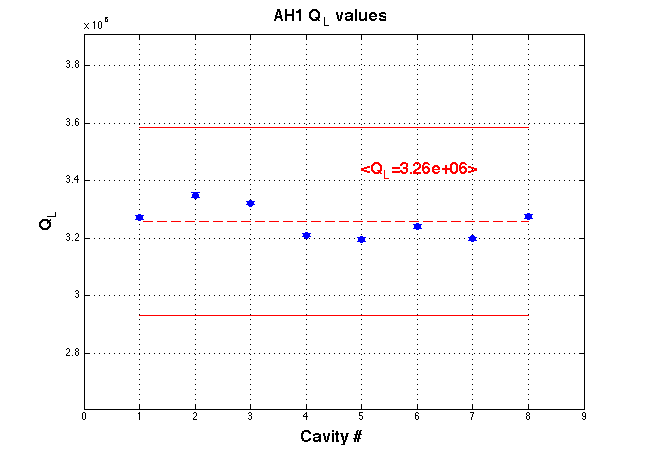 AH1 Q_L values
x 10^6
3.8
3.6
3.4
3.2
3
2.8
Q_L
<Q_L=3.26e+06>
0 1 2 3 4 5 6 7 8 9
Cavity #